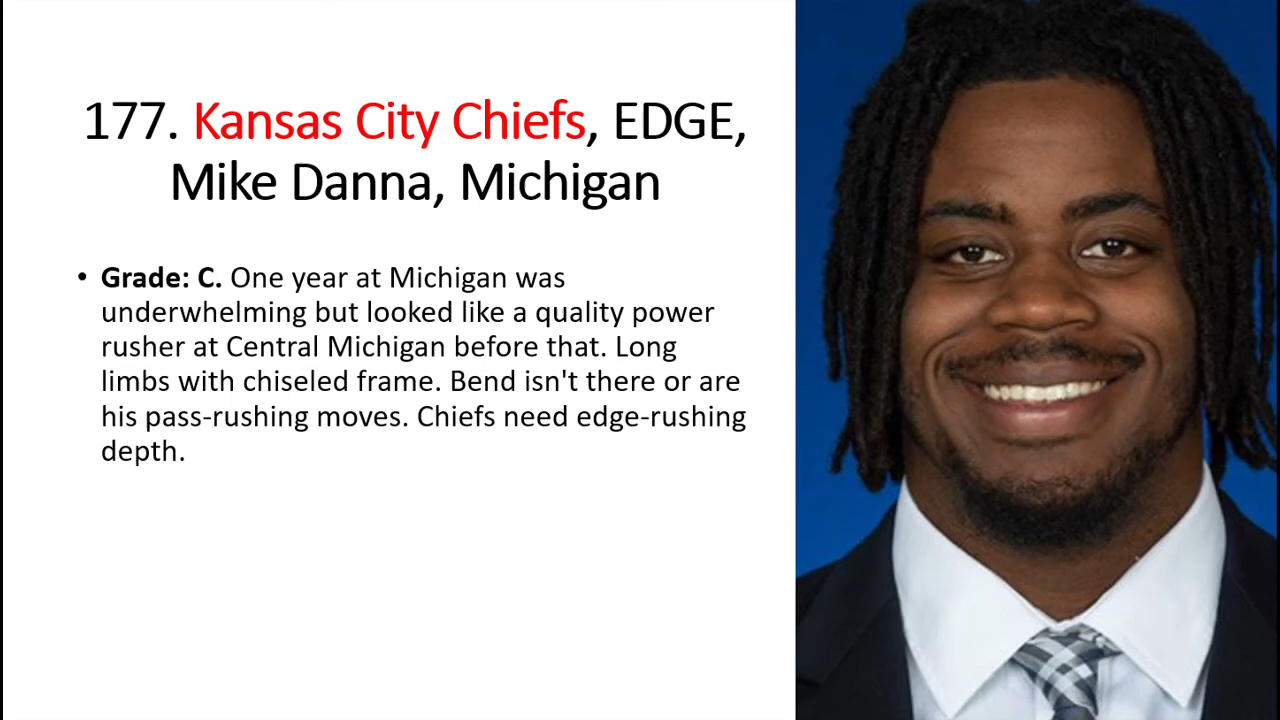 177. Kansas City Chiefs, EDGE,
Mike Danna, Michigan
• Grade: C. One year at Michigan was
underwhelming but looked like a quality power
rusher at Central Michigan before that. Long
limbs with chiseled frame. Bend isn't there or are
his pass-rushing moves. Chiefs need edge-rushing
depth.